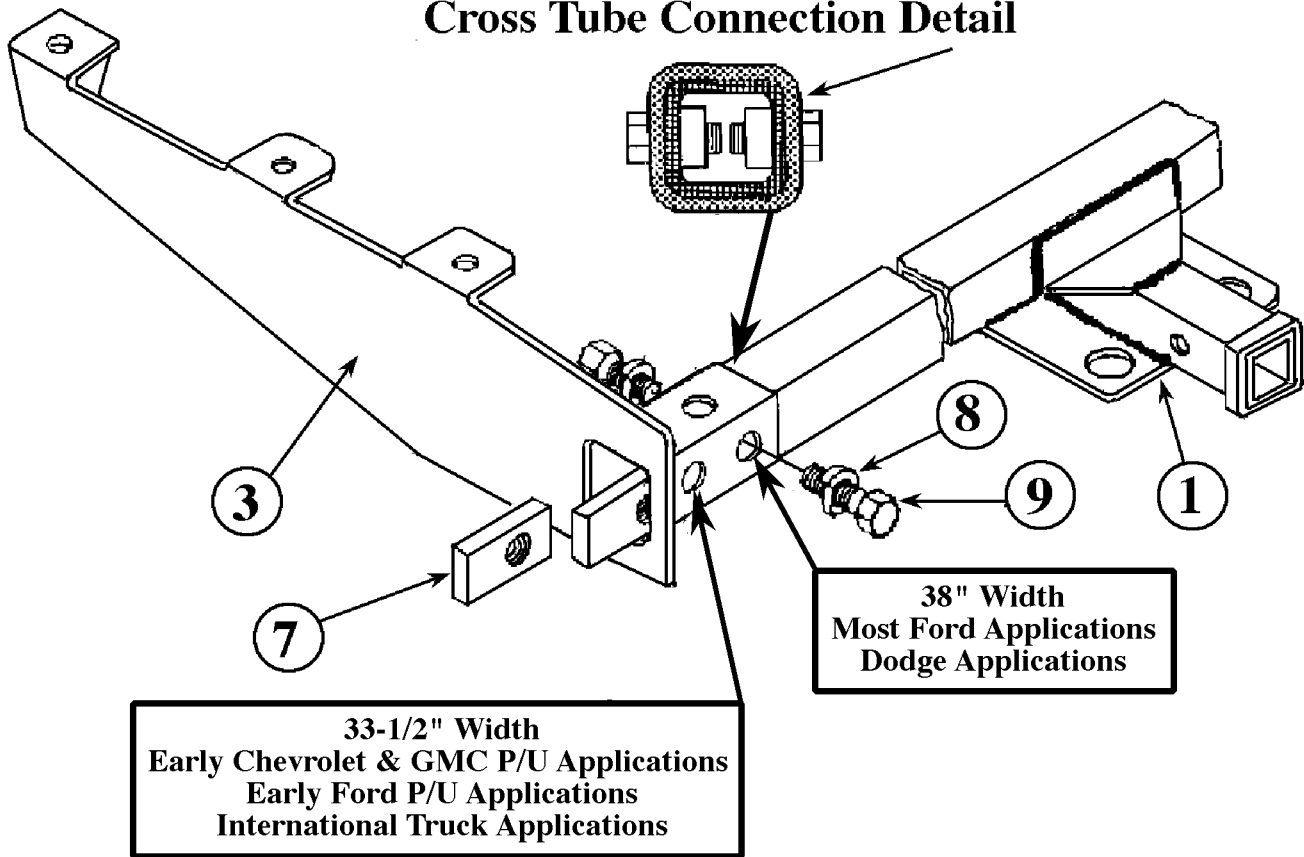 Cross Tube Connection Detail
3
8
9
1
7
38" Width
Most Ford Applications
Dodge Applications
33-1/2" Width
Early Chevrolet & GMC P/U Applications
Early Ford P/U Applications
International Truck Applications